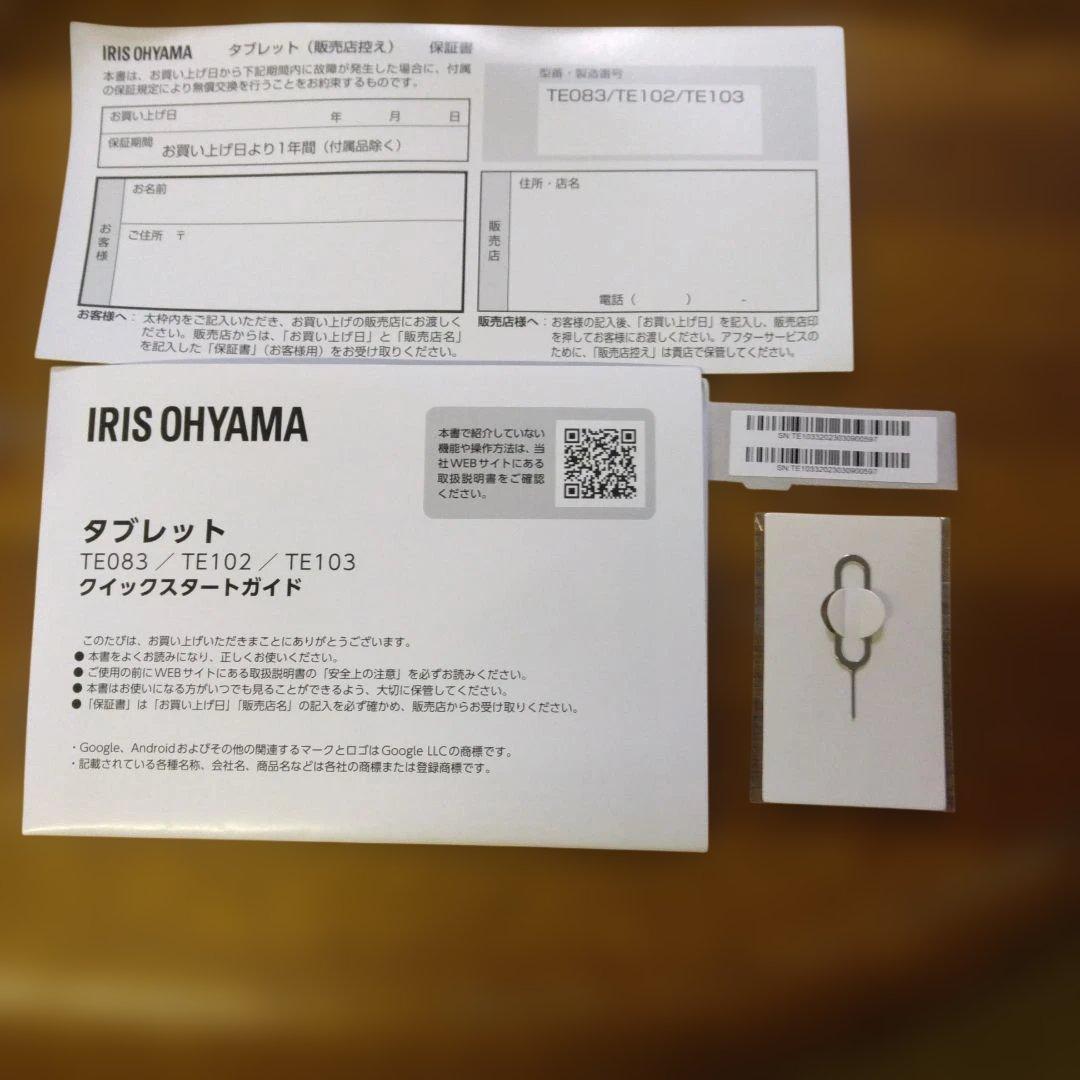 IRIS OHYAMA タブレット（販売店控え） 保証書
本書は、お買い上げ日から下記期間内に故障が発生した場合に、付属
の保証規定により無償交換を行うことをお約束するものです。
お買い上げ日 年 月 日
保証期間 お買い上げ日より1年間（付属品除く）
型番・製造番号
TE083/TE102/TE103
お客様
お名前
ご住所 〒
販売店
住所・店名
電話（ ） -
お客様へ：太枠内をご記入いただき、お買い上げの販売店にお渡しく
ださい。販売店からは、「お買い上げ日」と「販売店名」
を記入した「保証書」（お客様用）をお受け取りください。
販売店様へ：お客様の記入後、「お買い上げ日」を記入し、販売店印
を押してお客様にお渡しください。アフターサービスの
ために、「販売店控え」は貴店で保管してください。
IRIS OHYAMA
本書で紹介していない
機能や操作方法は、当
社WEBサイトにある
取扱説明書をご確認
ください。
タブレット
TE083 ／ TE102 ／ TE103
クイックスタートガイド
このたびは、お買い上げいただきまことにありがとうございます。
● 本書をよくお読みになり、正しくお使いください。
● ご使用の前にWEBサイトにある取扱説明書の「安全上の注意」を必ずお読みください。
● 本書はお使いになる方がいつでも見ることができるよう、大切に保管してください。
● 「保証書」は「お買い上げ日」「販売店名」の記入を必ず確かめ、販売店からお受け取りください。
・Google、Androidおよびその他の関連するマークとロゴはGoogle LLCの商標です。
・記載されている各種名称、会社名、商品名などは各社の商標または登録商標です。
SN:TE10332023030900597
SN:TE10332023030900597